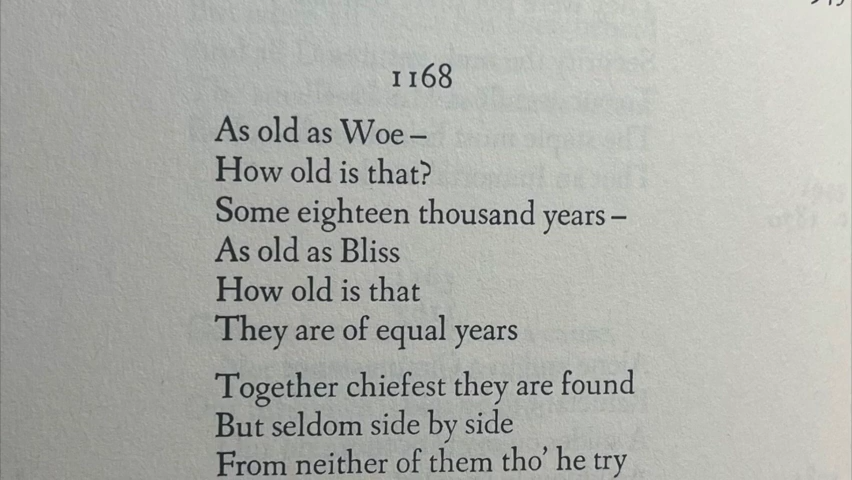 1168
As old as Woe –
How old is that?
Some eighteen thousand years –
As old as Bliss
How old is that
They are of equal years
Together chiefest they are found
But seldom side by side
From neither of them tho' he try